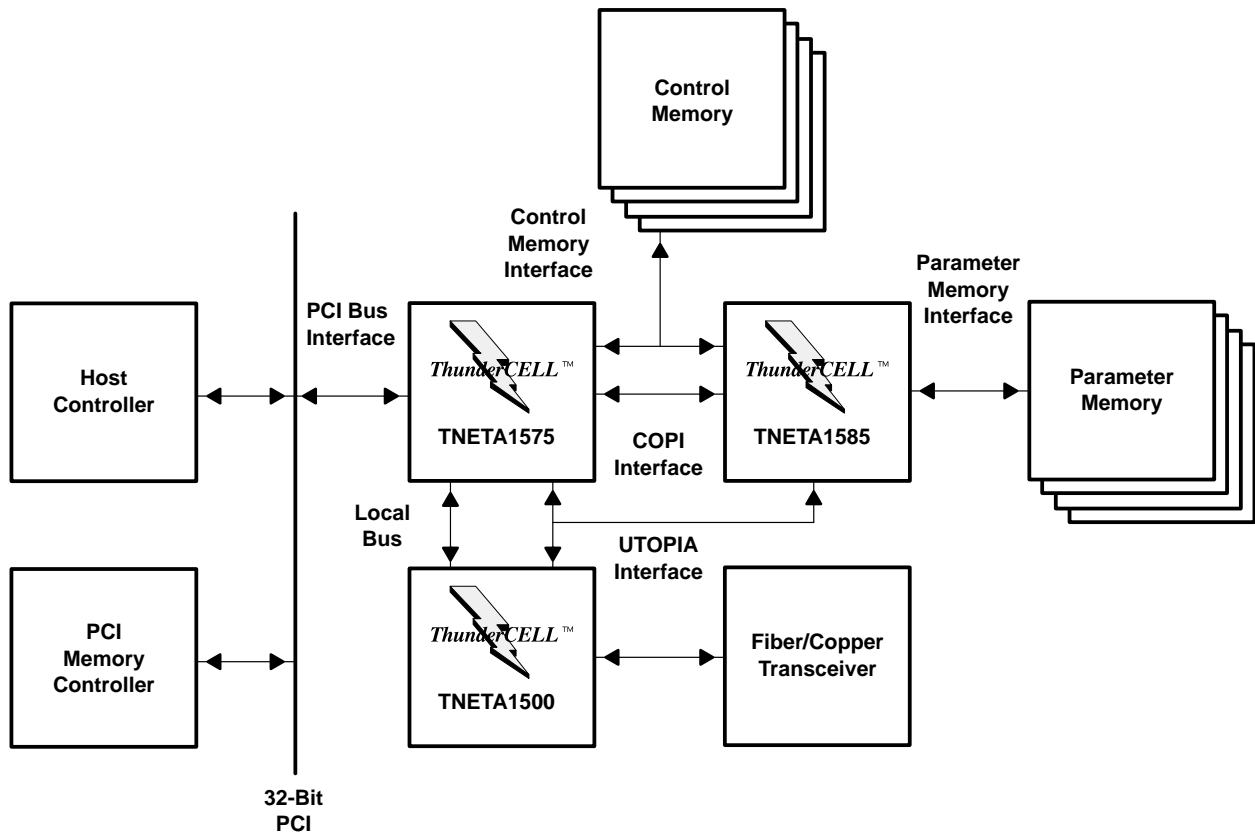 Control
Memory
Control
Memory
Interface
Parameter
Memory
Interface
PCI Bus
Interface
Host
Controller
ThunderCELL™
TNETA1575
ThunderCELL™
TNETA1585
Parameter
Memory
COPI
Interface
Local
Bus
UTOPIA
Interface
PCI
Memory
Controller
ThunderCELL™
TNETA1500
Fiber/Copper
Transceiver
32-Bit
PCI